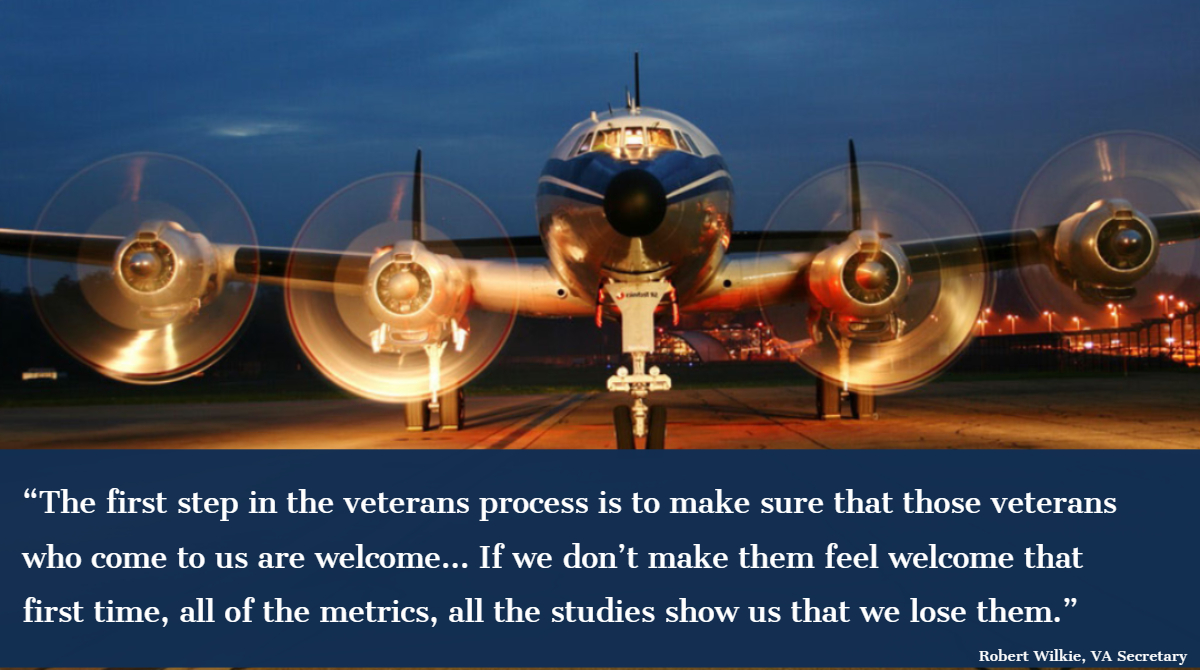 “The first step in the veterans process is to make sure that those veterans
who come to us are welcome... If we don’t make them feel welcome that
first time, all of the metrics, all the studies show us that we lose them.”
Robert Wilkie, VA Secretary